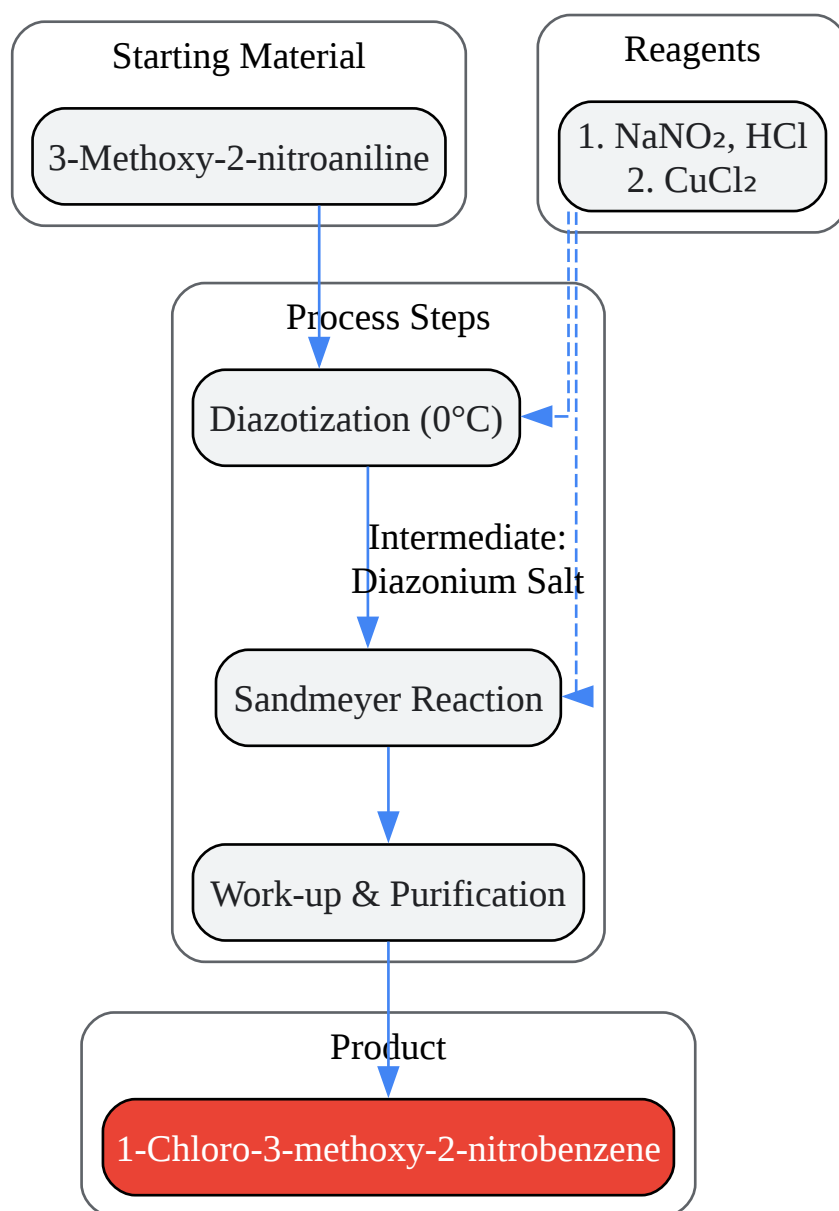 Starting Material
3-Methoxy-2-nitroaniline
Reagents
1. NaNO₂, HCl
2. CuCl₂
Process Steps
Diazotization (0°C)
Intermediate:
Diazonium Salt
Sandmeyer Reaction
Work-up & Purification
Product
1-Chloro-3-methoxy-2-nitrobenzene